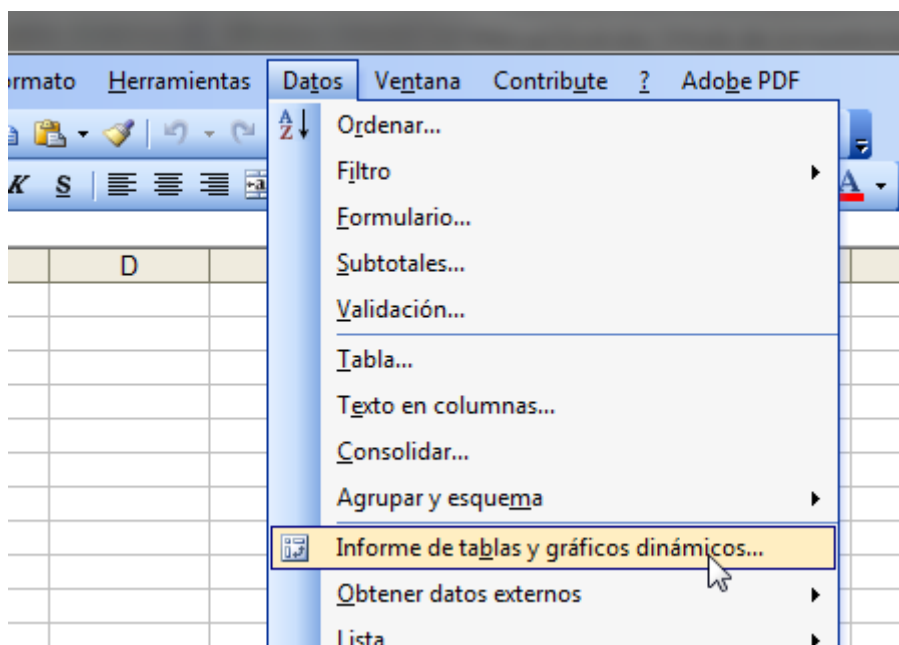 ormato Herramientas Datos Ventana Contribute ? Adobe PDF
K S A
A Z Ordenar...
Filtro
Formulario...
Subtotales...
Validación...
D
Tabla...
Texto en columnas...
Consolidar...
Agrupar y esquema
Informe de tablas y gráficos dinámicos...
Obtener datos externos
Lista